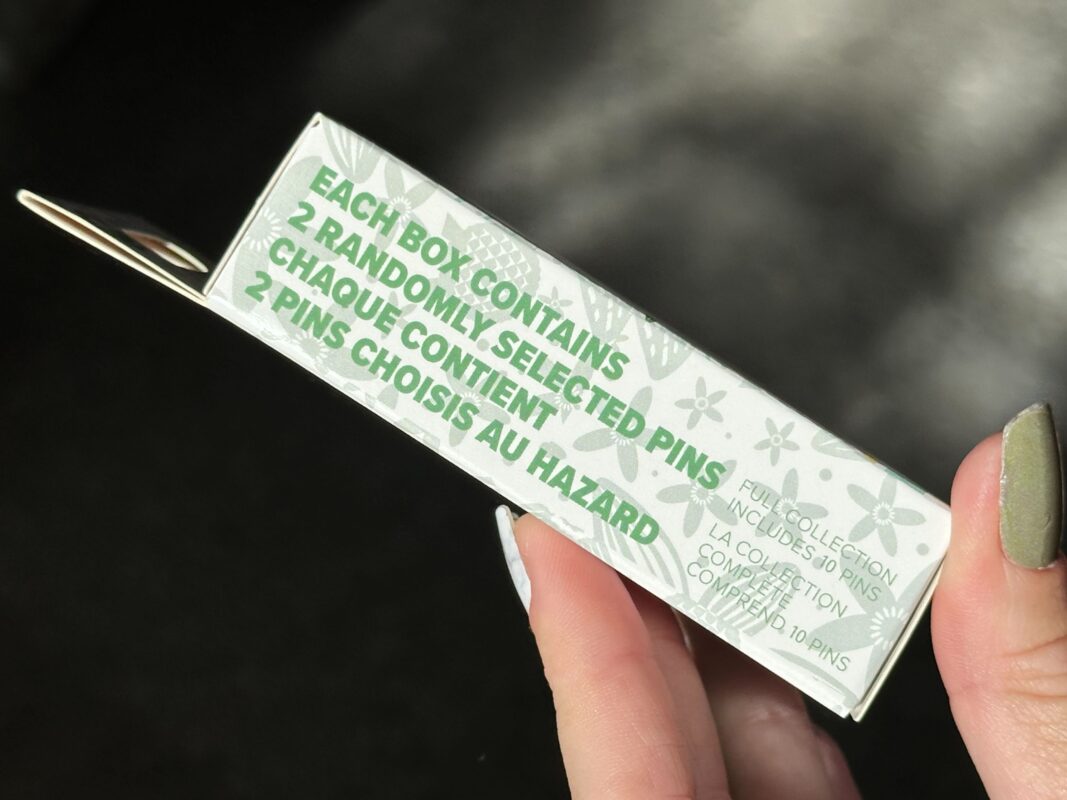 EACH BOX CONTAINS
2 RANDOMLY SELECTED PINS
CHAQUE CONTIENT
2 PINS CHOISIS AU HAZARD
FULL COLLECTION
INCLUDES 10 PINS
LA COLLECTION
COMPLÈTE
COMPREND 10 PINS